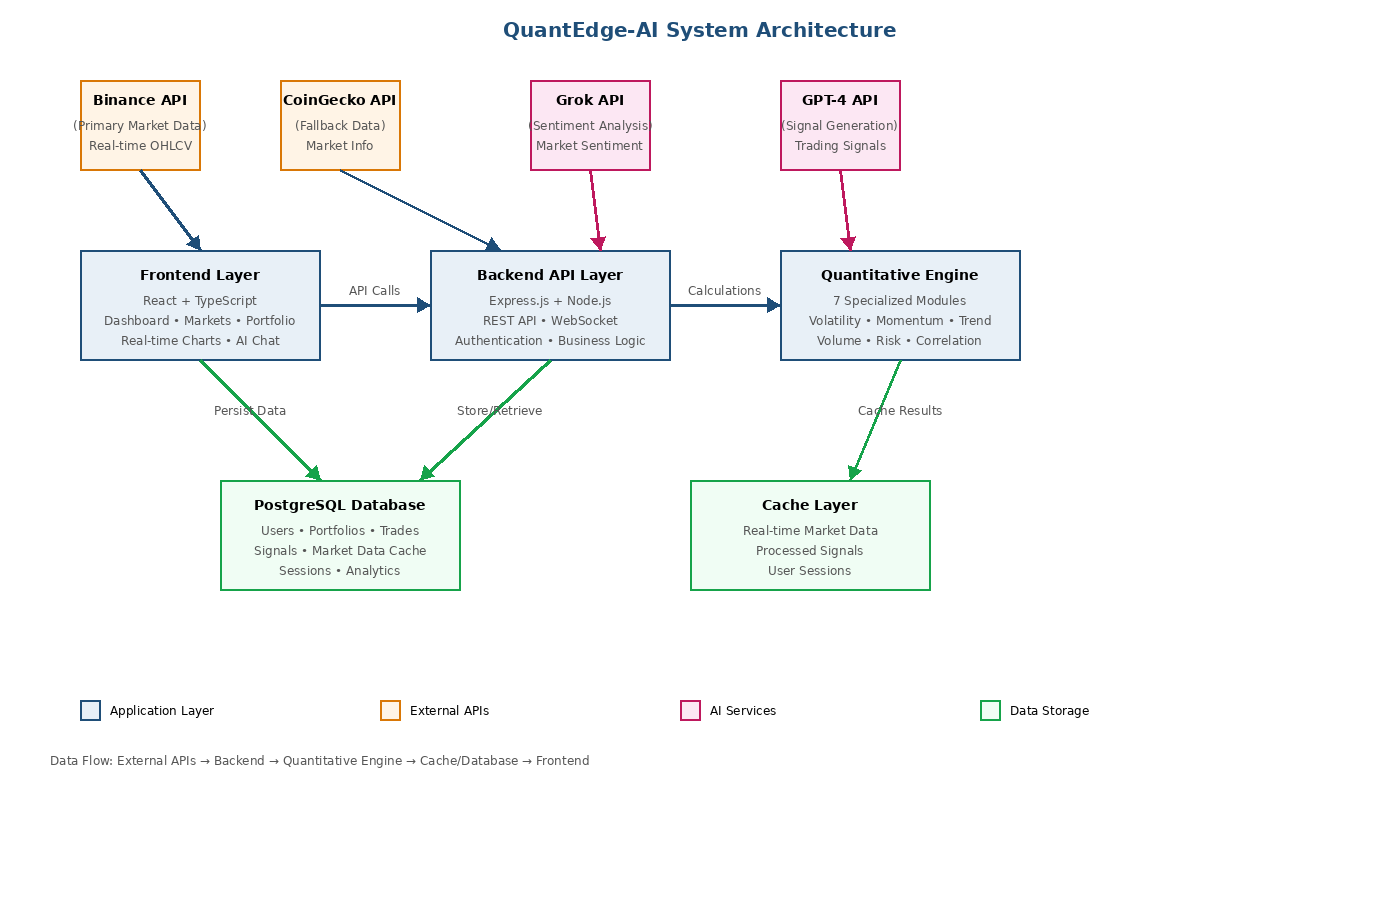 QuantEdge-AI System Architecture
Binance API
(Primary Market Data)
Real-time OHLCV
CoinGecko API
(Fallback Data)
Market Info
Grok API
(Sentiment Analysis)
Market Sentiment
GPT-4 API
(Signal Generation)
Trading Signals
Frontend Layer
React + TypeScript
Dashboard • Markets • Portfolio
Real-time Charts • AI Chat
API Calls
Backend API Layer
Express.js + Node.js
REST API • WebSocket
Authentication • Business Logic
Calculations
Quantitative Engine
7 Specialized Modules
Volatility • Momentum • Trend
Volume • Risk • Correlation
Persist Data
Store/Retrieve
Cache Results
PostgreSQL Database
Users • Portfolios • Trades
Signals • Market Data Cache
Sessions • Analytics
Cache Layer
Real-time Market Data
Processed Signals
User Sessions
Application Layer
External APIs
AI Services
Data Storage
Data Flow: External APIs → Backend → Quantitative Engine → Cache/Database → Frontend